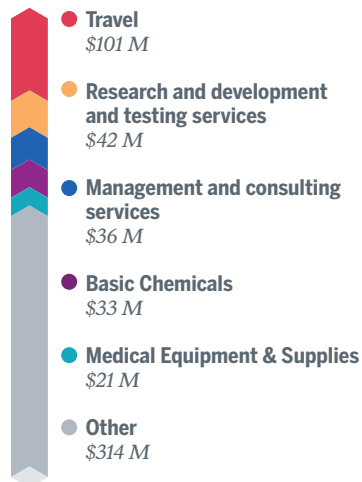 Travel
$101 M
Research and development
and testing services
$42 M
Management and consulting
services
$36 M
Basic Chemicals
$33 M
Medical Equipment & Supplies
$21 M
Other
$314 M